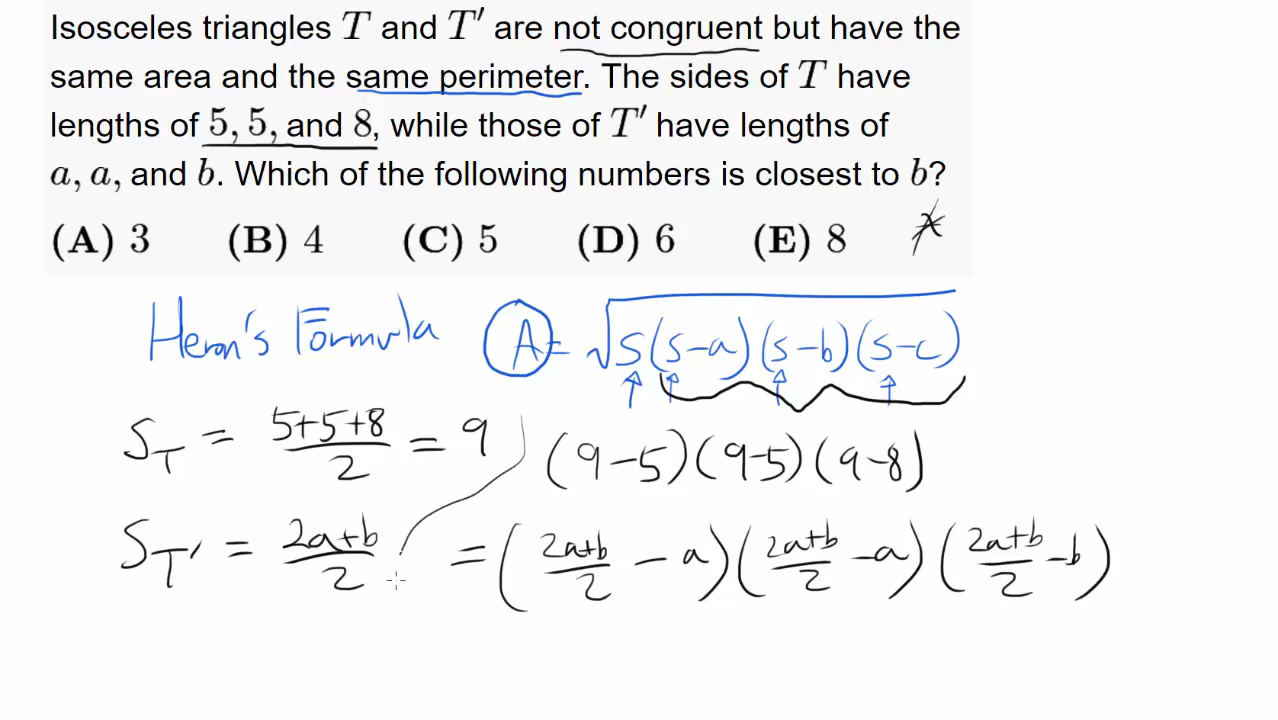 Isosceles triangles T and T′ are not congruent but have the
same area and the same perimeter. The sides of T have
lengths of 5, 5, and 8, while those of T′ have lengths of
a, a, and b. Which of the following numbers is closest to b?
(A) 3 (B) 4 (C) 5 (D) 6 (E) 8
Heron's Formula A = √(s(s-a)(s-b)(s-c))
S_T = (5+5+8)/2 = 9 (9-5)(9-5)(9-8)
S_T′ = (2a+b)/2 = ((2a+b)/2 - a)((2a+b)/2 - a)((2a+b)/2 - b)